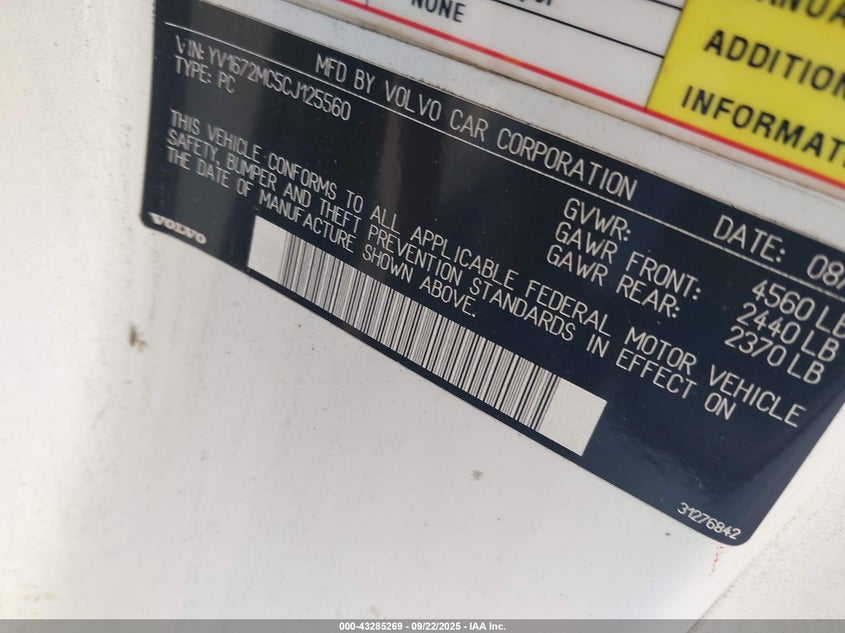 NONE
MANUAL
ADDITION
INFORMATI
MFD BY VOLVO CAR CORPORATION
DATE: 08/
VIN: YV1672MC5CJ125560
TYPE: PC
GVWR: 4560 LB
GAWR FRONT: 2440 LB
GAWR REAR: 2370 LB
THIS VEHICLE CONFORMS TO ALL APPLICABLE FEDERAL MOTOR VEHICLE
SAFETY, BUMPER AND THEFT PREVENTION STANDARDS IN EFFECT ON
THE DATE OF MANUFACTURE SHOWN ABOVE.
VOLVO
31276842
000-43285269 - 09/22/2025 - IAA Inc.